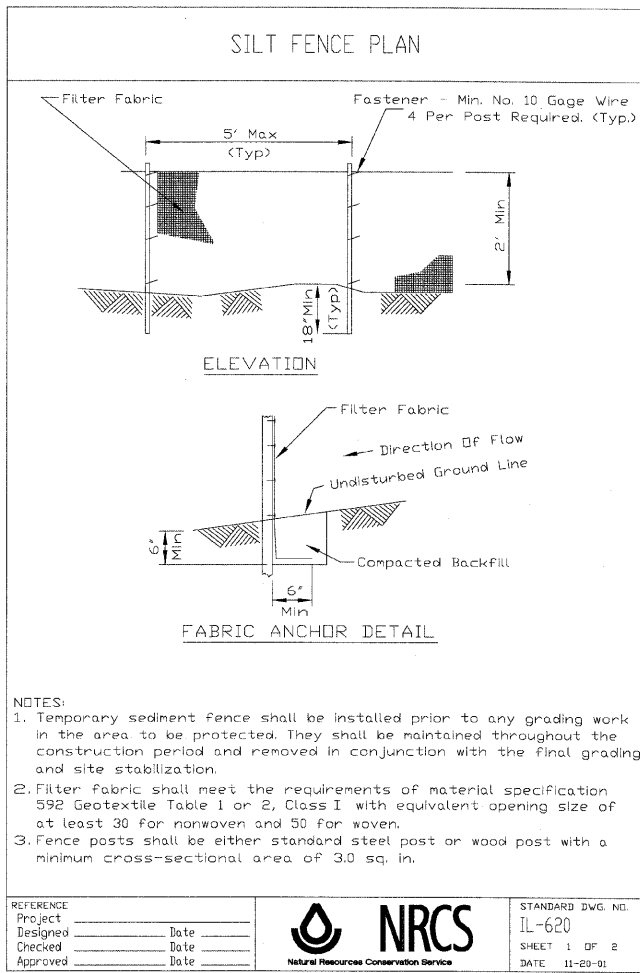 SILT FENCE PLAN
Filter Fabric
Fastener - Min. No. 10 Gage Wire
4 Per Post Required. (Typ.)
5' Max
(Typ)
2' Min
18" Min
(Typ)
ELEVATION
Filter Fabric
Direction Of Flow
Undisturbed Ground Line
6"
Min
Compacted Backfill
6"
Min
FABRIC ANCHOR DETAIL
NOTES:
1. Temporary sediment fence shall be installed prior to any grading work
in the area to be protected. They shall be maintained throughout the
construction period and removed in conjunction with the final grading
and site stabilization.
2. Filter fabric shall meet the requirements of material specification
592 Geotextile Table 1 or 2, Class I with equivalent opening size of
at least 30 for nonwoven and 50 for woven.
3. Fence posts shall be either standard steel post or wood post with a
minimum cross-sectional area of 3.0 sq. in.
REFERENCE
Project
Designed Date
Checked Date
Approved Date
NRCS
Natural Resources Conservation Service
STANDARD DWG. NO.
IL-620
SHEET 1 OF 2
DATE 11-20-01